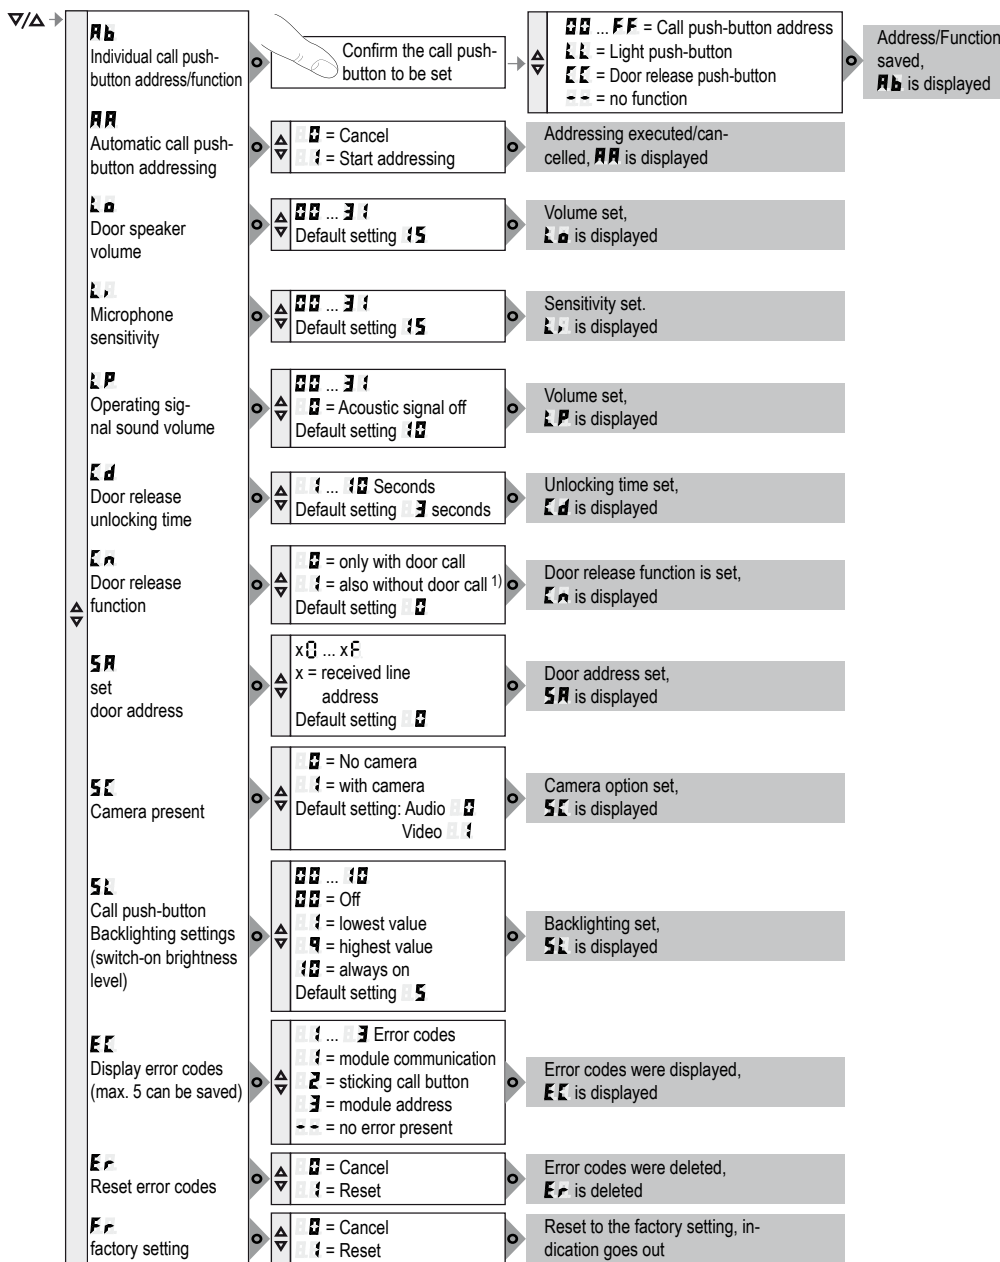 ▽/△
Ab
Individual call push-
button address/function
Confirm the call push-
button to be set
00 ... FF = Call push-button address
LL = Light push-button
CC = Door release push-button
-- = no function
Address/Function
saved,
Ab is displayed
AA
Automatic call push-
button addressing
0 = Cancel
1 = Start addressing
Addressing executed/can-
celled, AA is displayed
Lo
Door speaker
volume
00 ... 31
Default setting 15
Volume set,
Lo is displayed
Li
Microphone
sensitivity
00 ... 31
Default setting 15
Sensitivity set.
Li is displayed
LP
Operating sig-
nal sound volume
00 ... 31
0 = Acoustic signal off
Default setting 10
Volume set,
LP is displayed
Cd
Door release
unlocking time
1 ... 10 Seconds
Default setting 3 seconds
Unlocking time set,
Cd is displayed
Cn
Door release
function
0 = only with door call
1 = also without door call 1)
Default setting 0
Door release function is set,
Cn is displayed
SA
set
door address
x0 ... xF
x = received line
address
Default setting 0
Door address set,
SA is displayed
SC
Camera present
0 = No camera
1 = with camera
Default setting: Audio 0
Video 1
Camera option set,
SC is displayed
SL
Call push-button
Backlighting settings
(switch-on brightness
level)
00 ... 10
00 = Off
1 = lowest value
9 = highest value
10 = always on
Default setting 5
Backlighting set,
SL is displayed
EC
Display error codes
(max. 5 can be saved)
1 ... 3 Error codes
1 = module communication
2 = sticking call button
3 = module address
-- = no error present
Error codes were displayed,
EC is displayed
Er
Reset error codes
0 = Cancel
1 = Reset
Error codes were deleted,
Er is deleted
Fr
factory setting
0 = Cancel
1 = Reset
Reset to the factory setting, in-
dication goes out